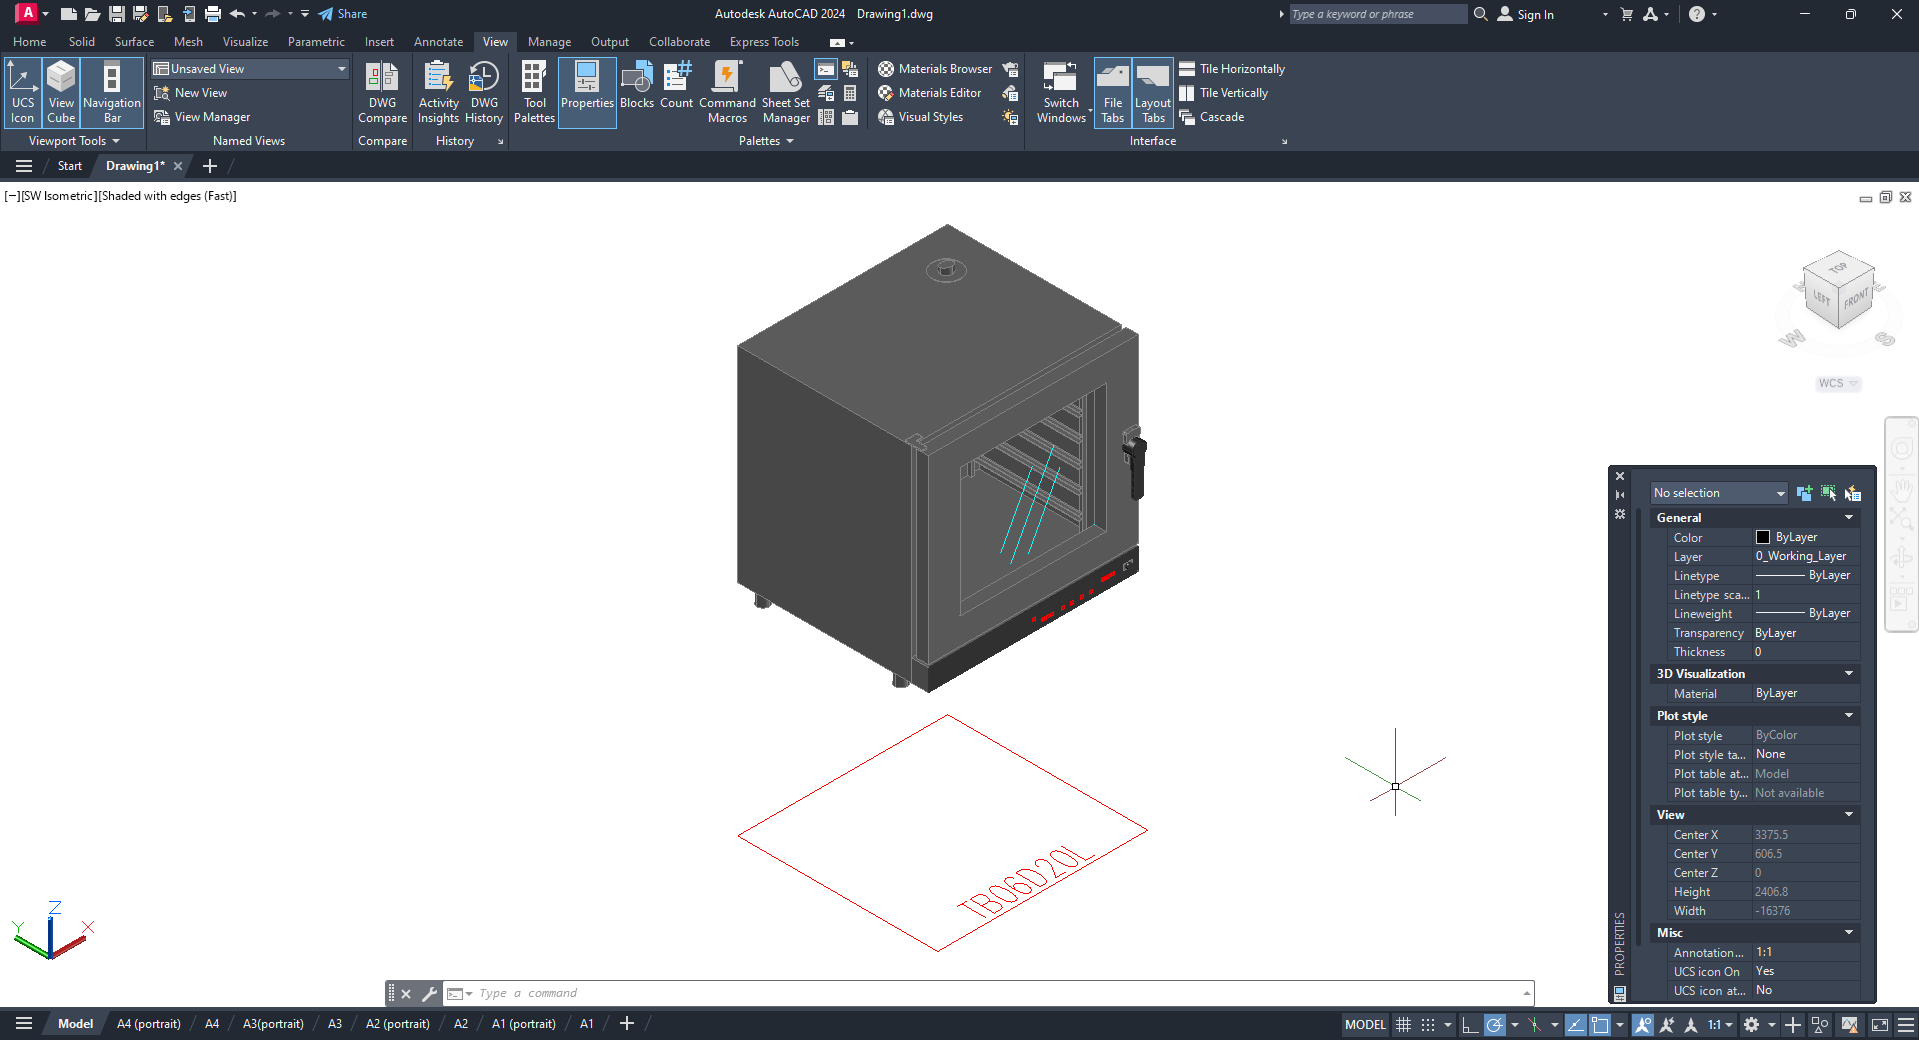 A Share Autodesk AutoCAD 2024 Drawing1.dwg Type a keyword or phrase Sign In
Home Solid Surface Mesh Visualize Parametric Insert Annotate View Manage Output Collaborate Express Tools
UCS Icon
View Cube
Navigation Bar
Viewport Tools
Unsaved View
New View
View Manager
Named Views
DWG Compare
Compare
Activity Insights
DWG History
History
Tool Palettes
Properties
Blocks
Count
Command Macros
Sheet Set Manager
Palettes
Materials Browser
Materials Editor
Visual Styles
Switch Windows
File Tabs
Layout Tabs
Tile Horizontally
Tile Vertically
Cascade
Interface
Start Drawing1* +
[−][SW Isometric][Shaded with edges (Fast)]
TOP
LEFT FRONT
W S
WCS
No selection
General
Color ByLayer
Layer 0_Working_Layer
Linetype ByLayer
Linetype sca... 1
Lineweight ByLayer
Transparency ByLayer
Thickness 0
3D Visualization
Material ByLayer
Plot style
Plot style ByColor
Plot style ta... None
Plot table at... Model
Plot table ty... Not available
View
Center X 3375.5
Center Y 606.5
Center Z 0
Height 2406.8
Width -16376
Misc
Annotation... 1:1
UCS icon On Yes
UCS icon at... No
PROPERTIES
TB06D20L
Z
Y X
Type a command
Model A4 (portrait) A4 A3(portrait) A3 A2 (portrait) A2 A1 (portrait) A1 + MODEL 1:1